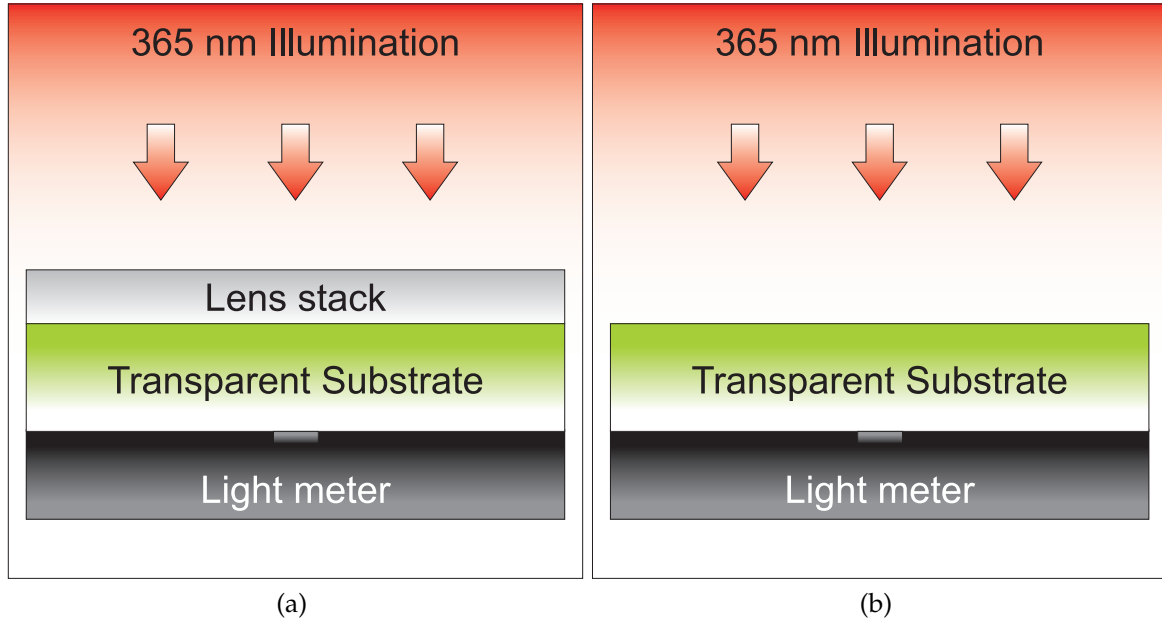 365 nm Illumination
Lens stack
Transparent Substrate
Light meter
(a)
365 nm Illumination
Transparent Substrate
Light meter
(b)